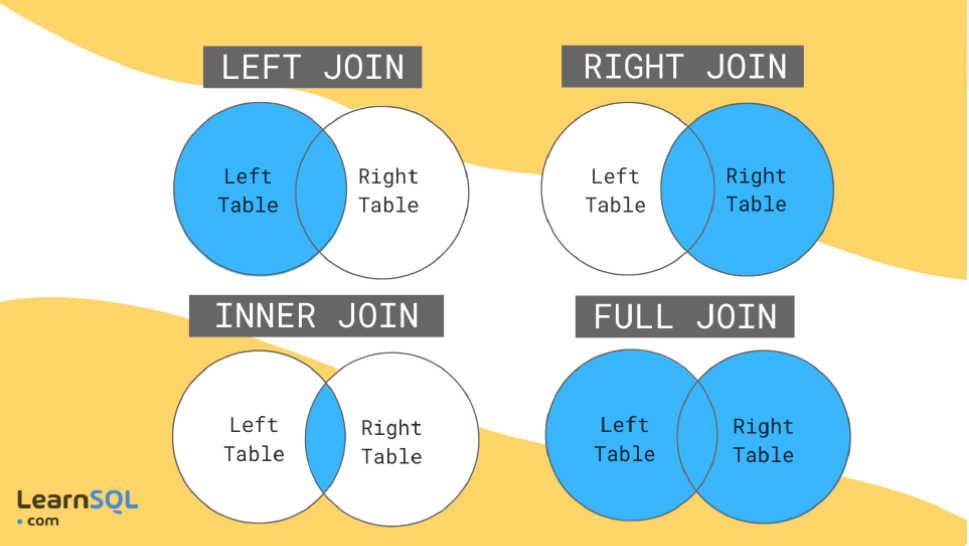 LEFT JOIN
Left
Table
Right
Table
RIGHT JOIN
Left
Table
Right
Table
INNER JOIN
Left
Table
Right
Table
FULL JOIN
Left
Table
Right
Table
LearnSQL
.com